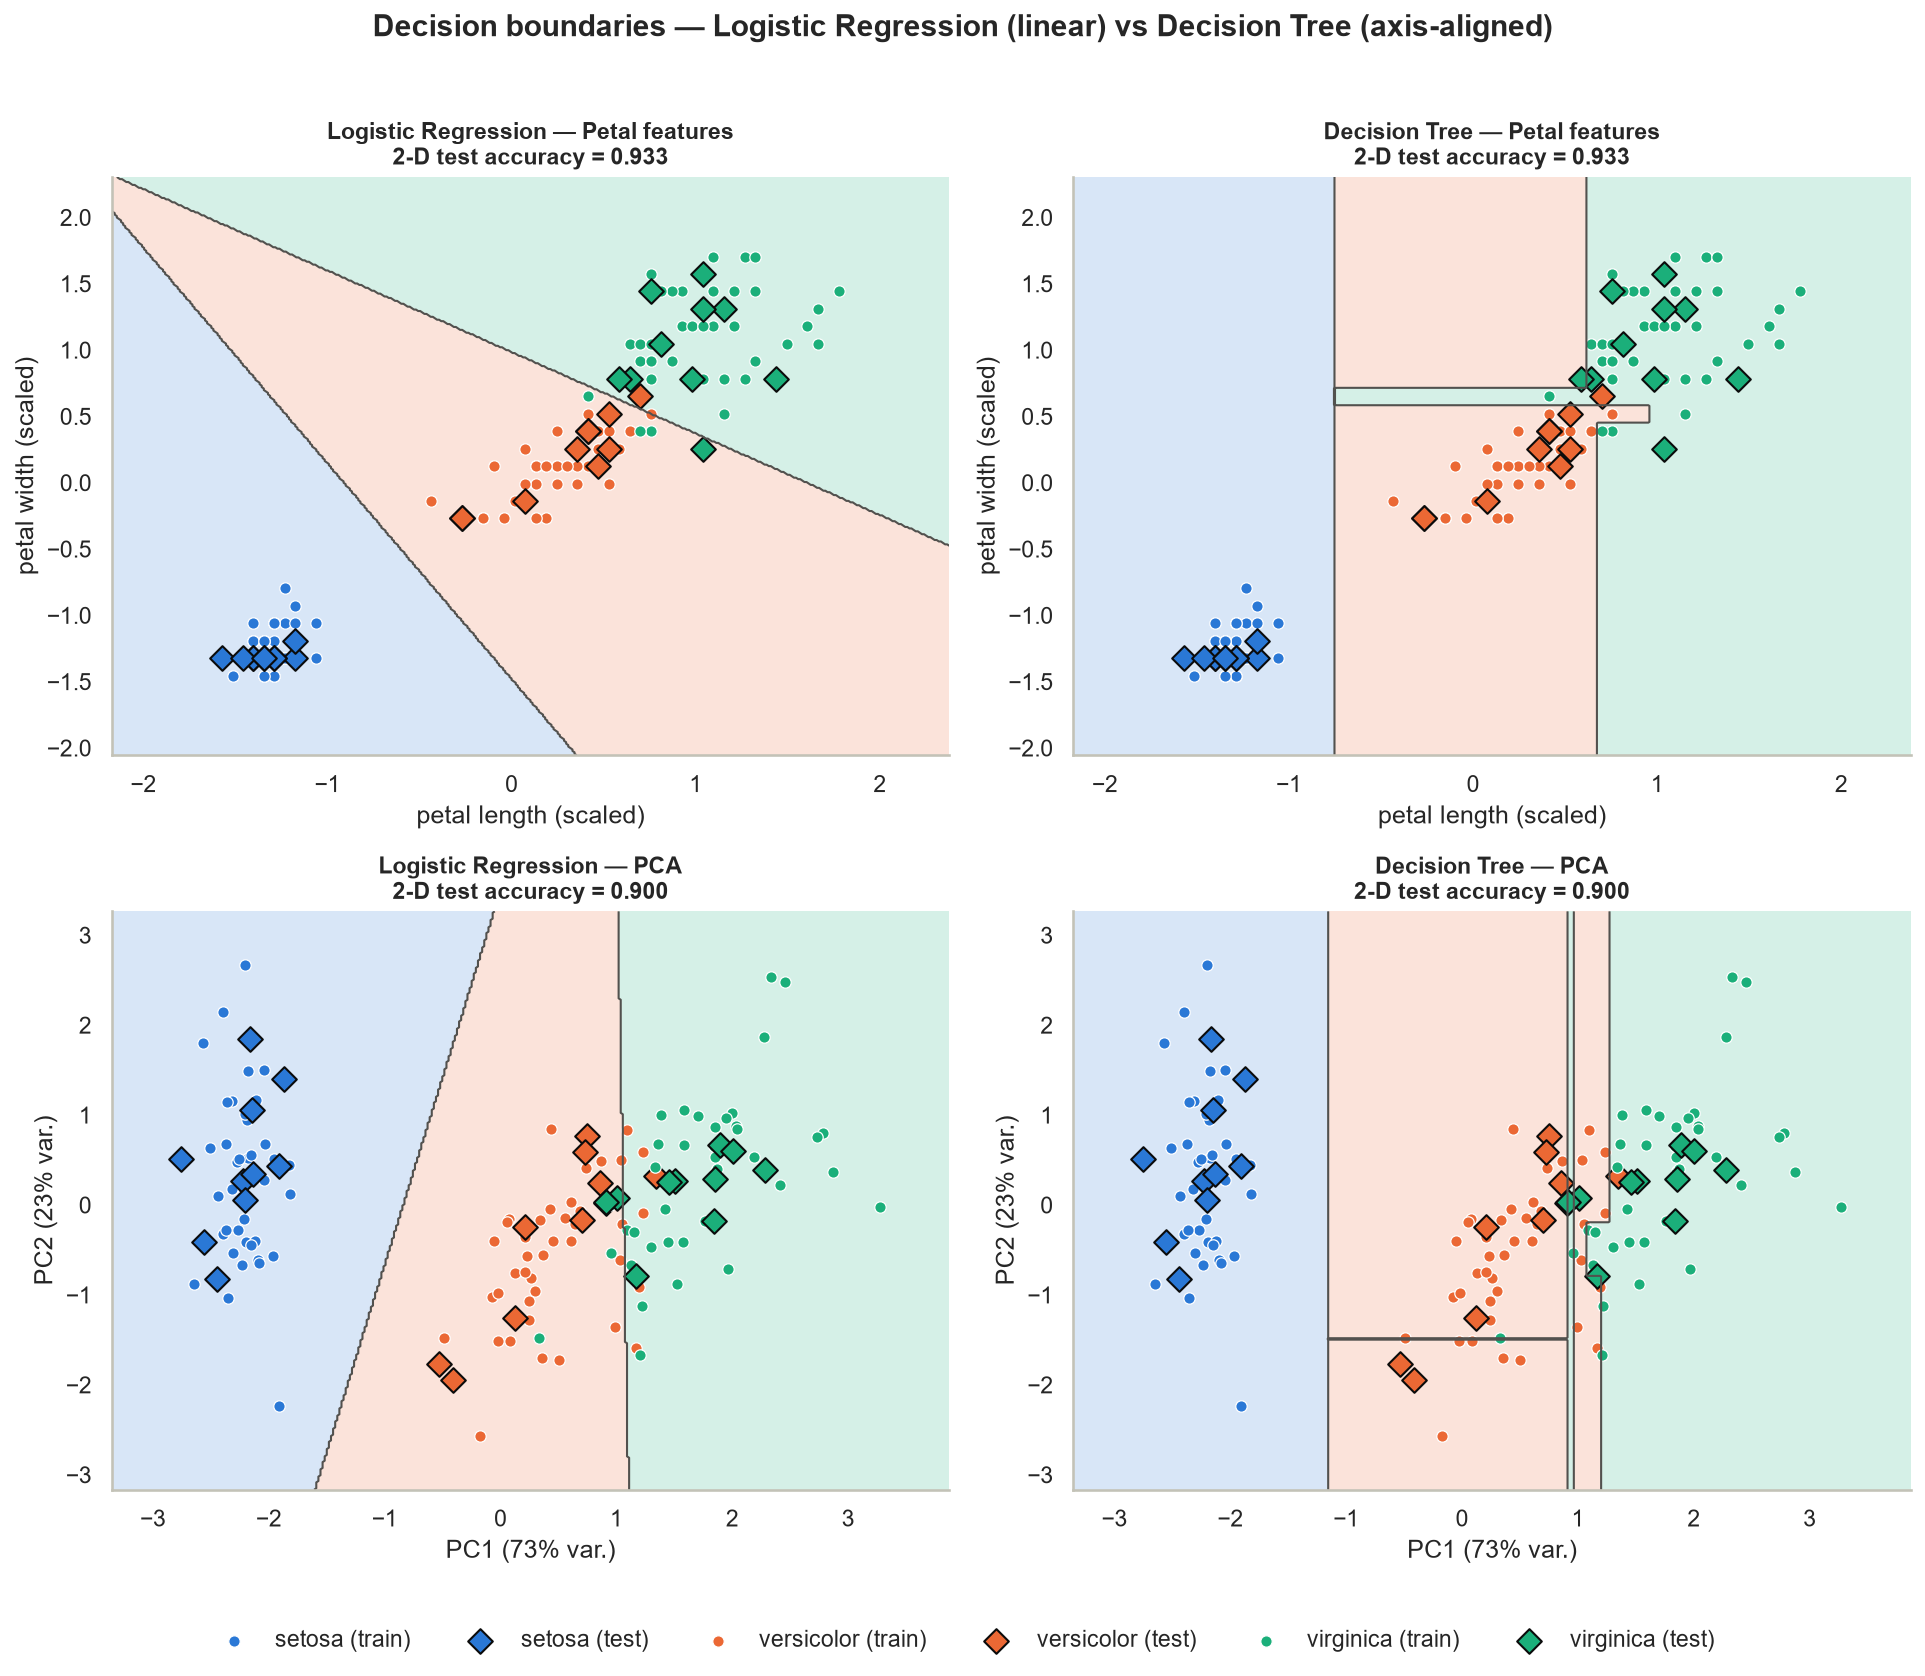 Decision boundaries — Logistic Regression (linear) vs Decision Tree (axis-aligned)
Logistic Regression — Petal features
2-D test accuracy = 0.933
petal width (scaled)
2.0
1.5
1.0
0.5
0.0
−0.5
−1.0
−1.5
−2.0
−2 −1 0 1 2
petal length (scaled)
Decision Tree — Petal features
2-D test accuracy = 0.933
petal width (scaled)
2.0
1.5
1.0
0.5
0.0
−0.5
−1.0
−1.5
−2.0
−2 −1 0 1 2
petal length (scaled)
Logistic Regression — PCA
2-D test accuracy = 0.900
PC2 (23% var.)
3
2
1
0
−1
−2
−3
−3 −2 −1 0 1 2 3
PC1 (73% var.)
Decision Tree — PCA
2-D test accuracy = 0.900
PC2 (23% var.)
3
2
1
0
−1
−2
−3
−3 −2 −1 0 1 2 3
PC1 (73% var.)
setosa (train) setosa (test) versicolor (train) versicolor (test) virginica (train) virginica (test)